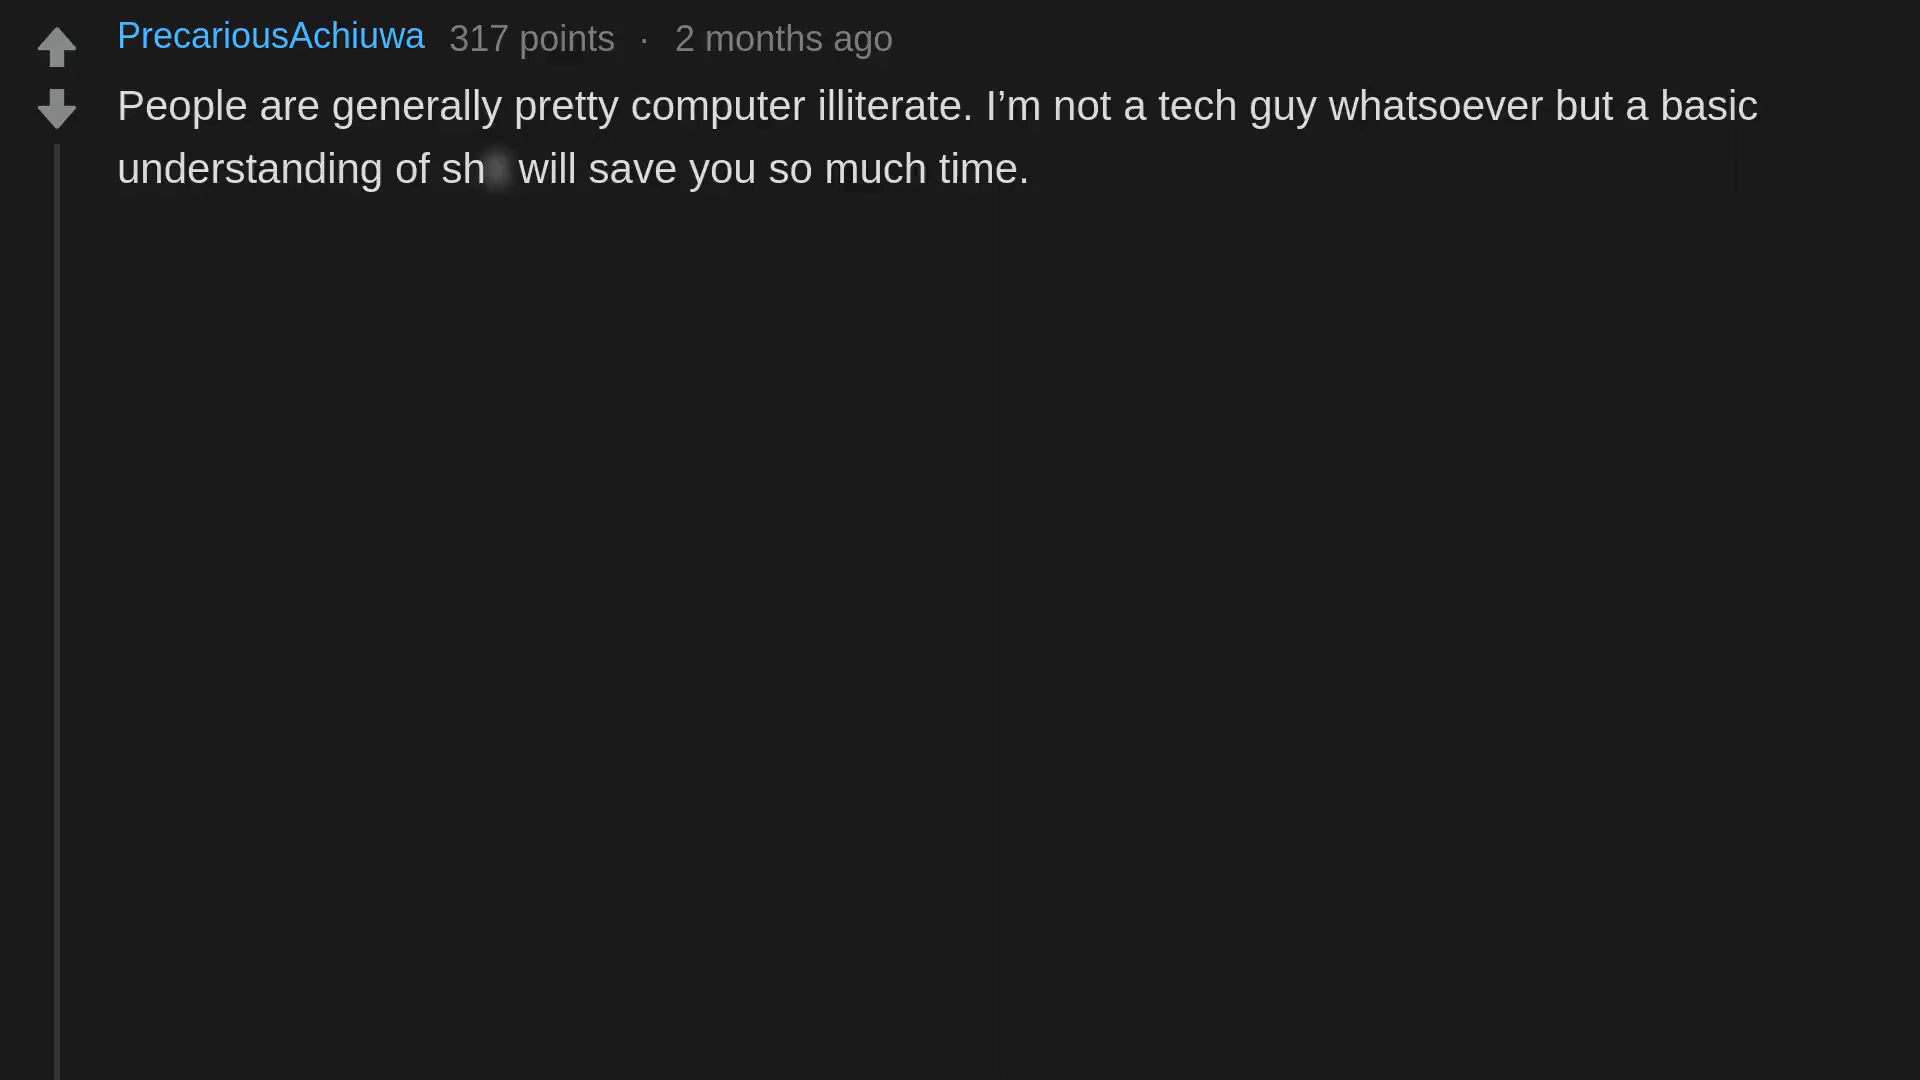 PrecariousAchiuwa 317 points · 2 months ago
People are generally pretty computer illiterate. I’m not a tech guy whatsoever but a basic
understanding of sh will save you so much time.